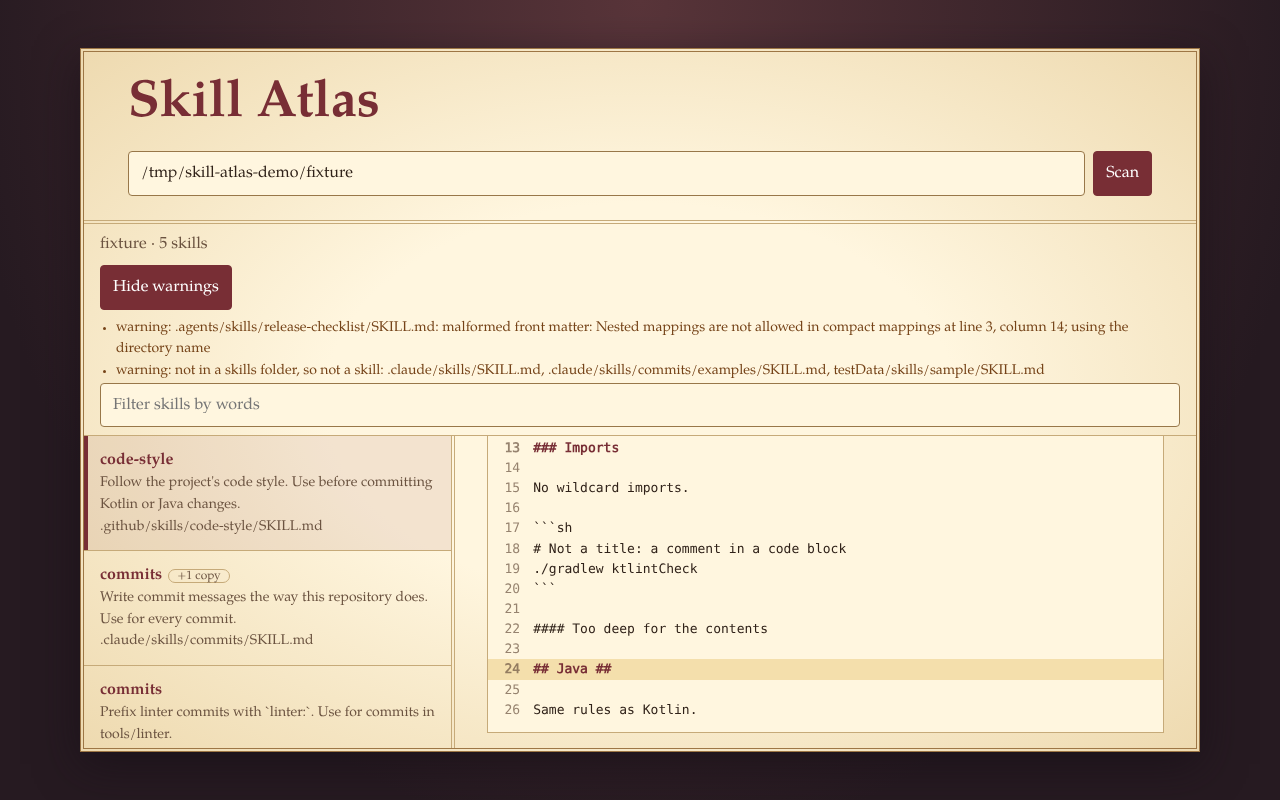 Skill Atlas
/tmp/skill-atlas-demo/fixture
Scan
fixture · 5 skills
Hide warnings
• warning: .agents/skills/release-checklist/SKILL.md: malformed front matter: Nested mappings are not allowed in compact mappings at line 3, column 14; using the
directory name
• warning: not in a skills folder, so not a skill: .claude/skills/SKILL.md, .claude/skills/commits/examples/SKILL.md, testData/skills/sample/SKILL.md
Filter skills by words
code-style
Follow the project's code style. Use before committing
Kotlin or Java changes.
.github/skills/code-style/SKILL.md
commits +1 copy
Write commit messages the way this repository does.
Use for every commit.
.claude/skills/commits/SKILL.md
commits
Prefix linter commits with `linter:`. Use for commits in
tools/linter.
13 ### Imports
14
15 No wildcard imports.
16
17 ```sh
18 # Not a title: a comment in a code block
19 ./gradlew ktlintCheck
20 ```
21
22 #### Too deep for the contents
23
24 ## Java ##
25
26 Same rules as Kotlin.